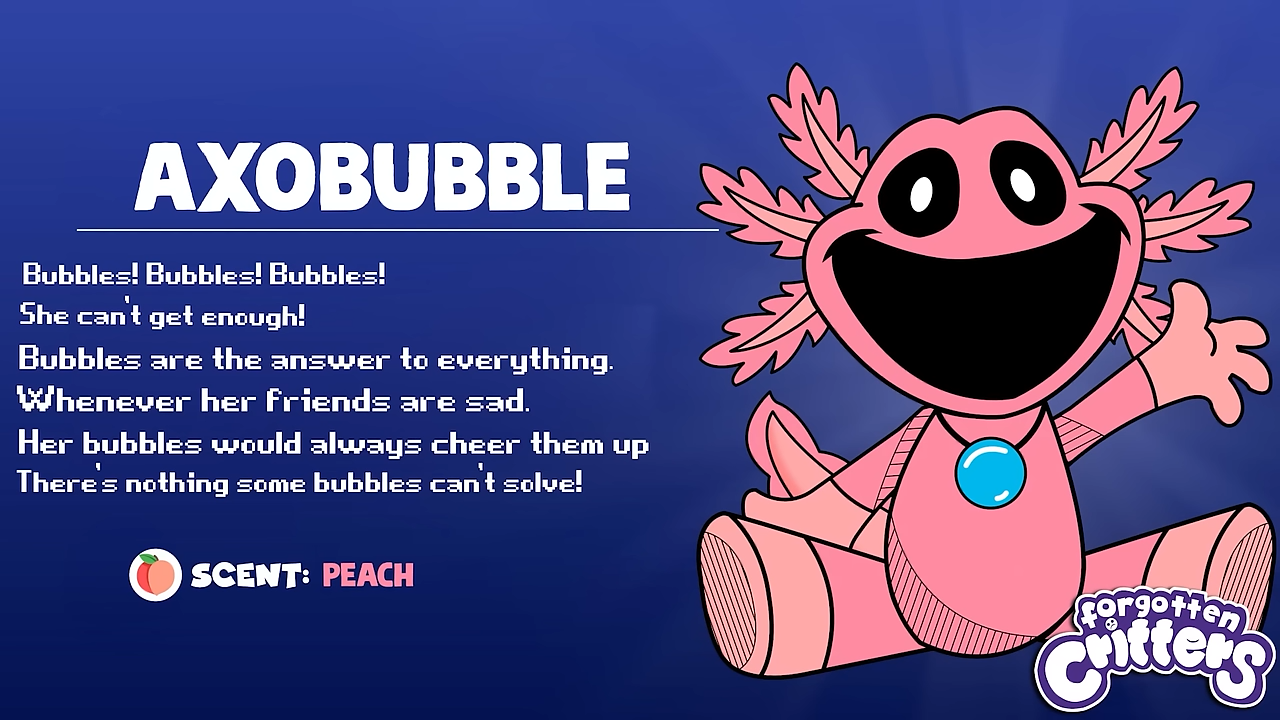 AXOBUBBLE
Bubbles! Bubbles! Bubbles!
She can't get enough!
Bubbles are the answer to everything.
Whenever her friends are sad.
Her bubbles would always cheer them up
There's nothing some bubbles can't solve!
SCENT: PEACH
forgotten
Critters